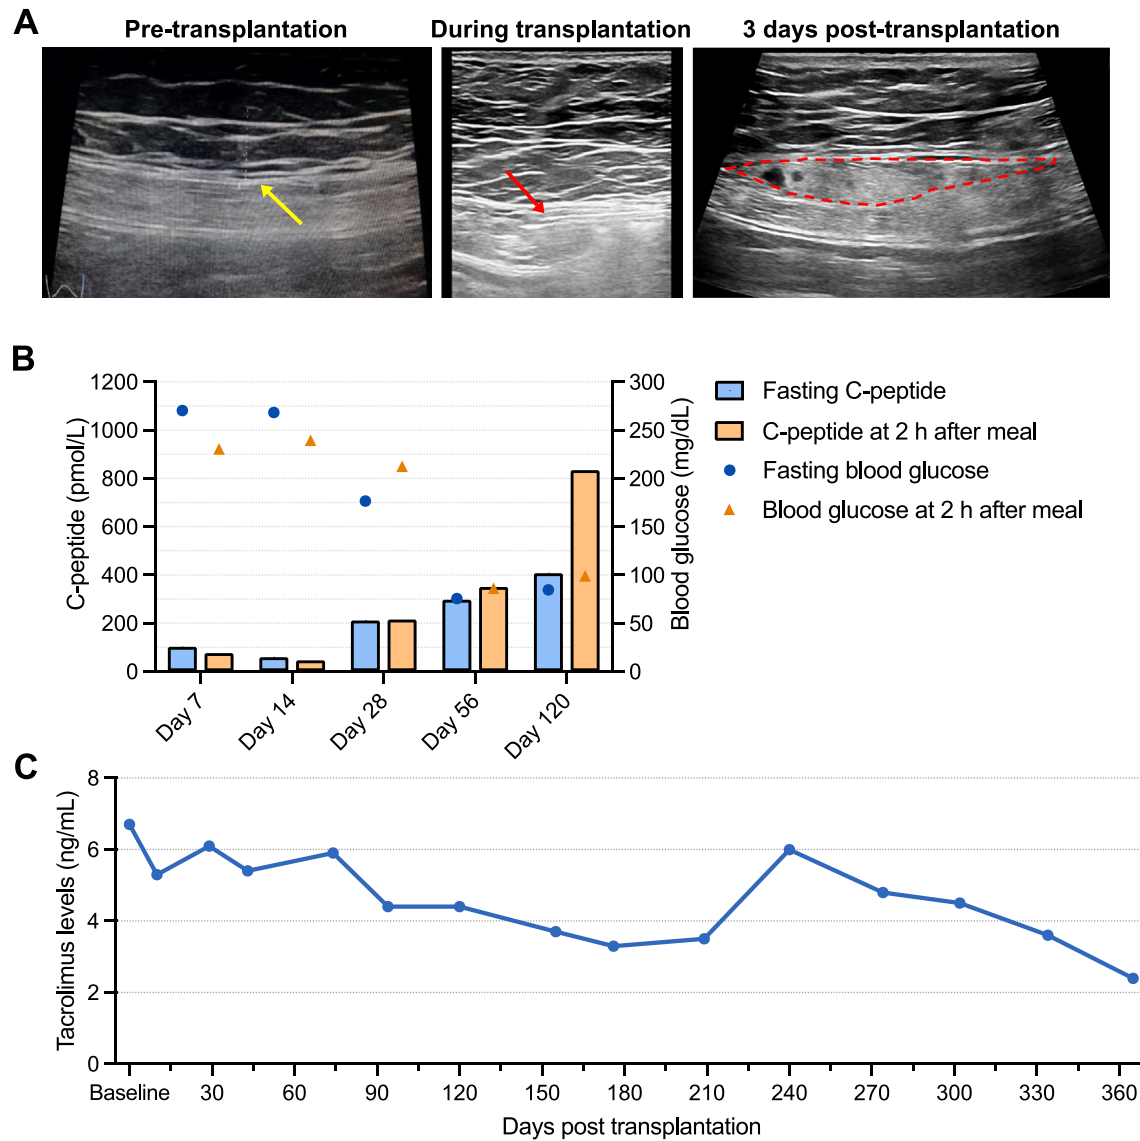 A
Pre-transplantation
During transplantation
3 days post-transplantation
B
C-peptide (pmol/L)
1200
1000
800
600
400
200
0
300
250
200
150
100
50
0
Blood glucose (mg/dL)
Day 7
Day 14
Day 28
Day 56
Day 120
Fasting C-peptide
C-peptide at 2 h after meal
Fasting blood glucose
Blood glucose at 2 h after meal
C
Tacrolimus levels (ng/mL)
8
6
4
2
0
Baseline 30 60 90 120 150 180 210 240 270 300 330 360
Days post transplantation